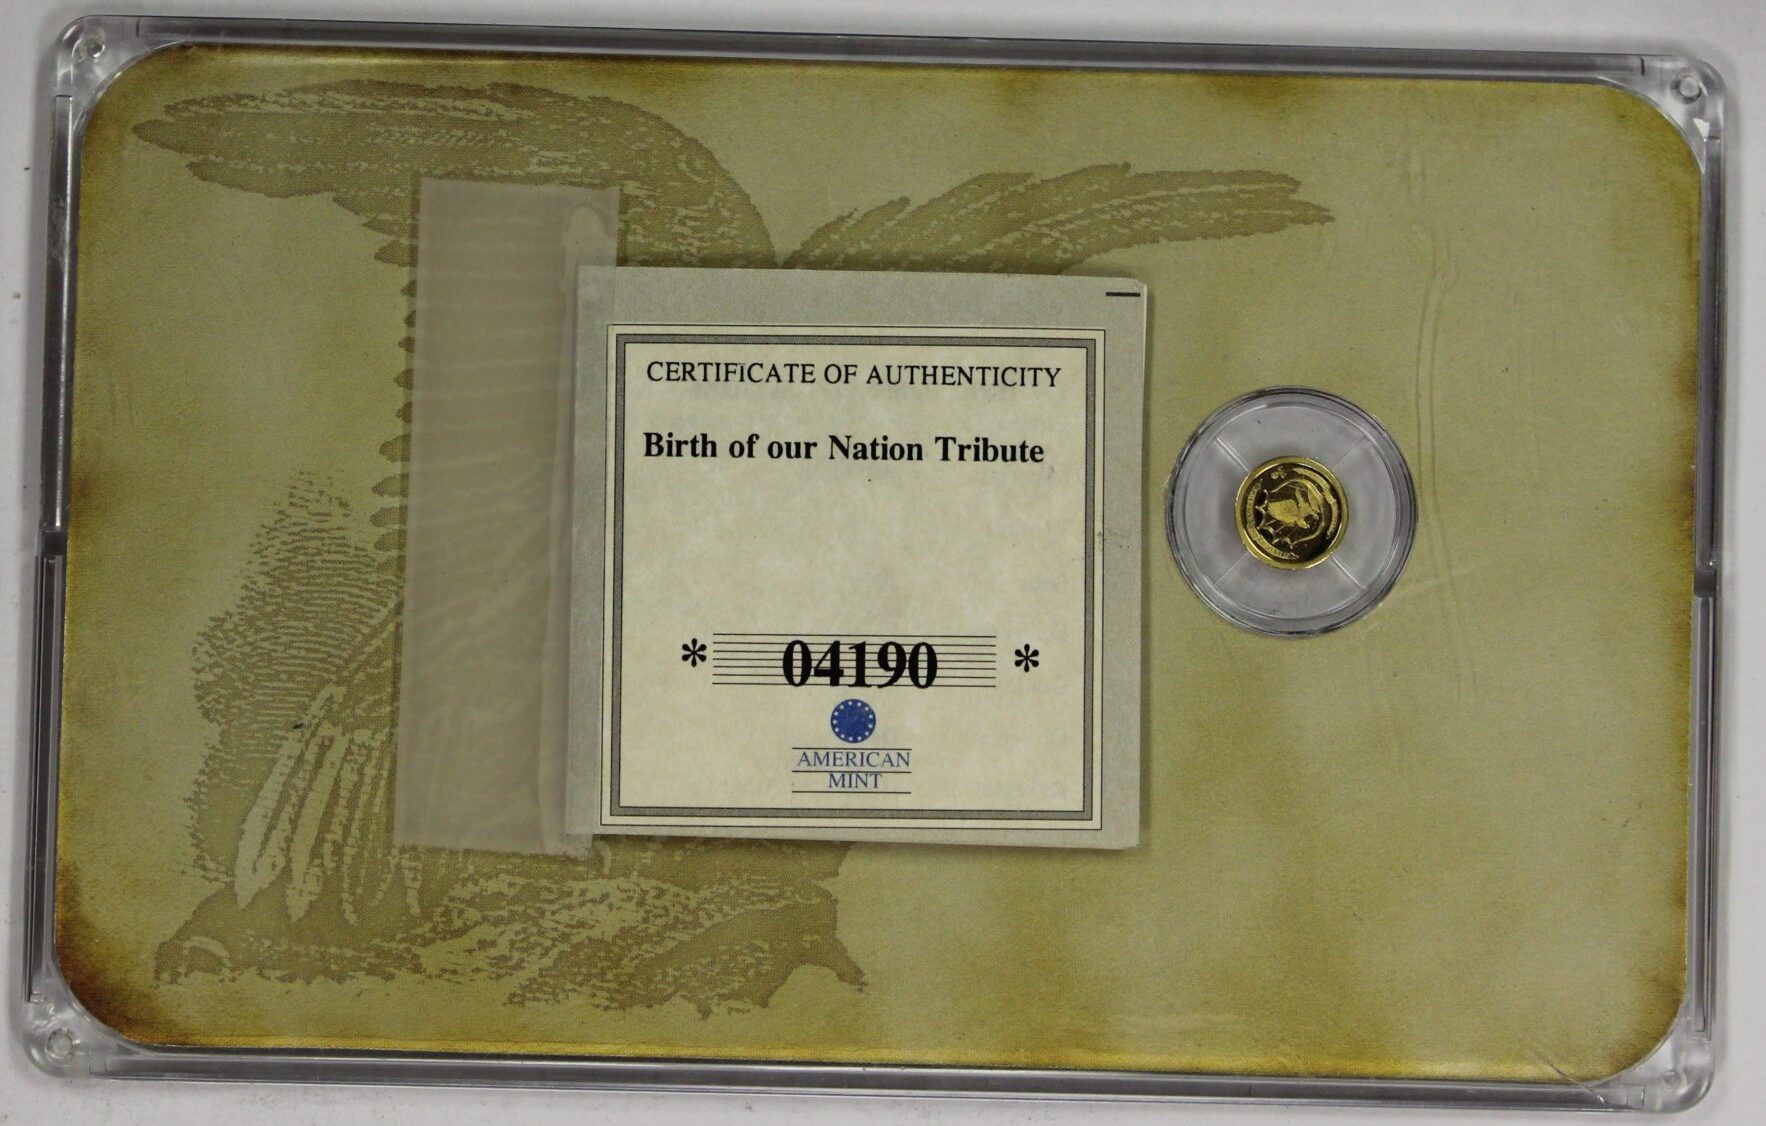 CERTIFICATE OF AUTHENTICITY
Birth of our Nation Tribute
* 04190 *
AMERICAN
MINT